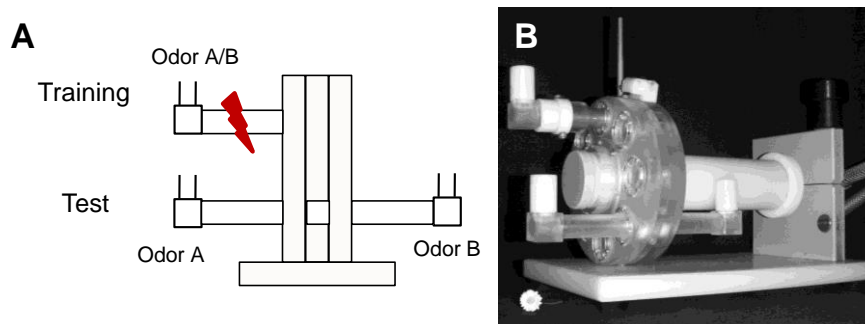 A
Odor A/B
Training
Test
Odor A
Odor B
B